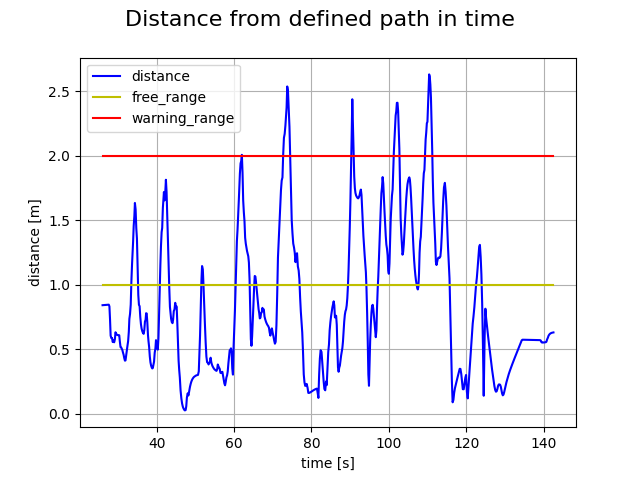 Distance from defined path in time
distance
free_range
warning_range
distance [m]
2.5
2.0
1.5
1.0
0.5
0.0
40 60 80 100 120 140
time [s]